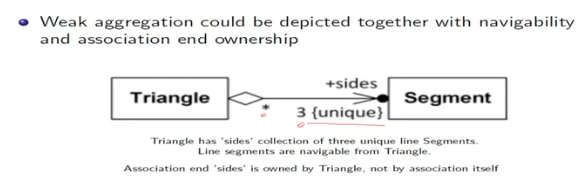 Weak aggregation could be depicted together with navigability
and association end ownership
+sides
Triangle
Segment
*
3 {unique}
Triangle has 'sides' collection of three unique line Segments.
Line segments are navigable from Triangle.
Association end 'sides' is owned by Triangle, not by association itself